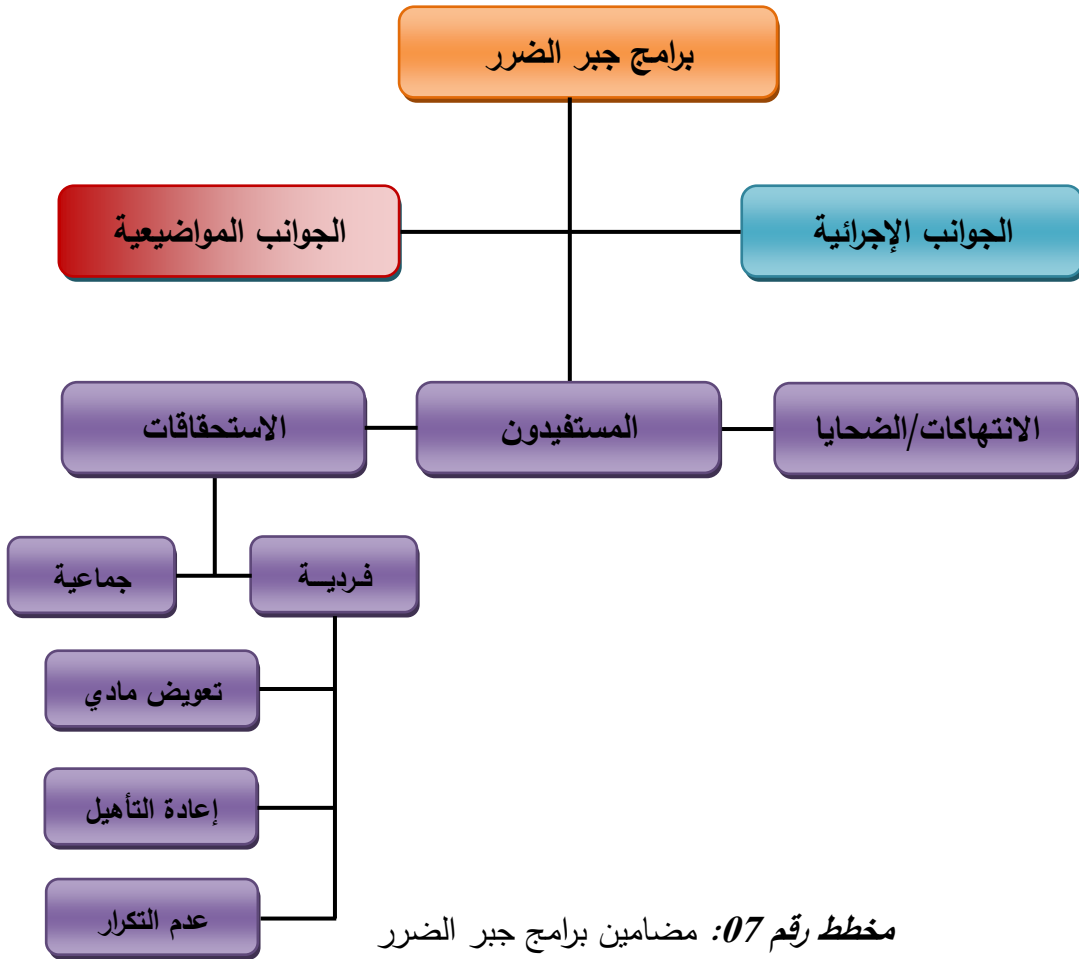 برامج جبر الضرر
الجوانب الإجرائية
الجوانب المواضيعية
الانتهاكات/الضحايا
المستفيدون
الاستحقاقات
فـرديــة
جماعية
تعويض مادي
إعادة التأهيل
عدم التكرار
مخطط رقم 07: مضامين برامج جبر الضرر